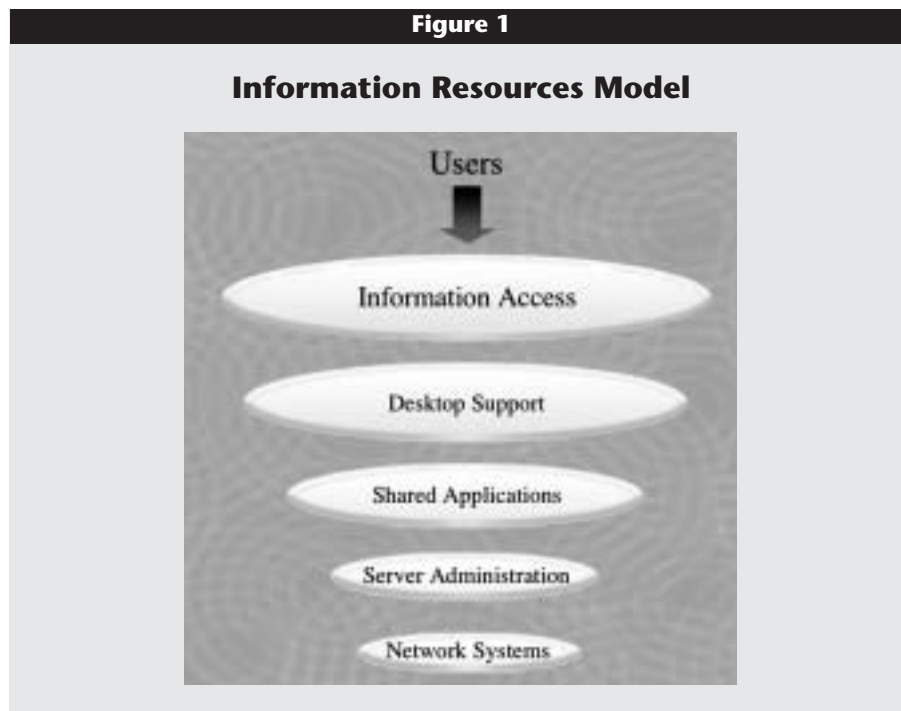 Figure 1
Information Resources Model
Users
Information Access
Desktop Support
Shared Applications
Server Administration
Network Systems